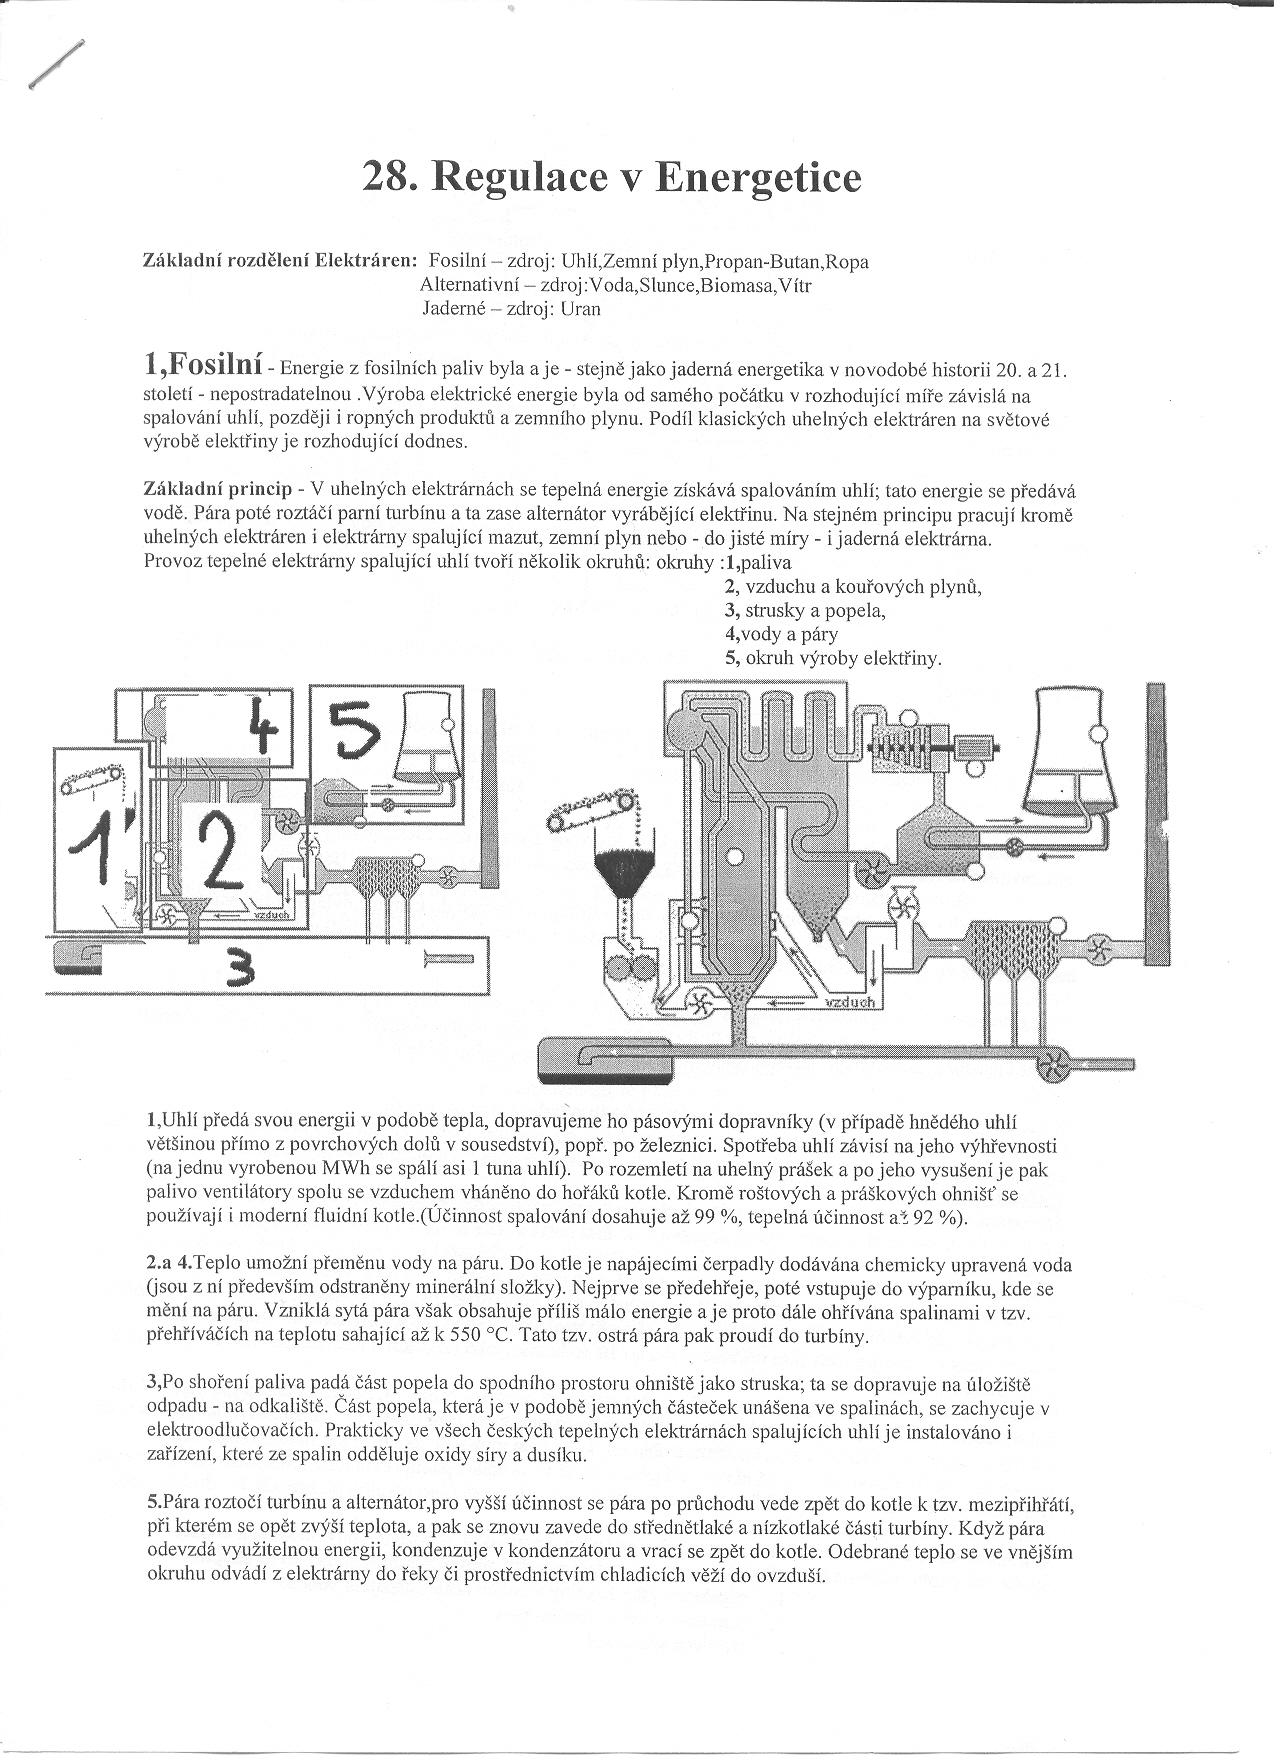 28. Regulace v Energetice
Základní rozdělení Elektráren: Fosilní – zdroj: Uhlí,Zemní plyn,Propan-Butan,Ropa
Alternativní – zdroj:Voda,Slunce,Biomasa,Vítr
Jaderné – zdroj: Uran
1,Fosilní - Energie z fosilních paliv byla a je - stejně jako jaderná energetika v novodobé historii 20. a 21.
století - nepostradatelnou .Výroba elektrické energie byla od samého počátku v rozhodující míře závislá na
spalování uhlí, později i ropných produktů a zemního plynu. Podíl klasických uhelných elektráren na světové
výrobě elektřiny je rozhodující dodnes.
Základní princip - V uhelných elektrárnách se tepelná energie získává spalováním uhlí; tato energie se předává
vodě. Pára poté roztáčí parní turbínu a ta zase alternátor vyrábějící elektřinu. Na stejném principu pracují kromě
uhelných elektráren i elektrárny spalující mazut, zemní plyn nebo - do jisté míry - i jaderná elektrárna.
Provoz tepelné elektrárny spalující uhlí tvoří několik okruhů: okruhy :1,paliva
2, vzduchu a kouřových plynů,
3, strusky a popela,
4,vody a páry
5, okruh výroby elektřiny.
4
5
1
2
vzduch
3
vzduch
1,Uhlí předá svou energii v podobě tepla, dopravujeme ho pásovými dopravníky (v případě hnědého uhlí
většinou přímo z povrchových dolů v sousedství), popř. po železnici. Spotřeba uhlí závisí na jeho výhřevnosti
(na jednu vyrobenou MWh se spálí asi 1 tuna uhlí). Po rozemletí na uhelný prášek a po jeho vysušení je pak
palivo ventilátory spolu se vzduchem vháněno do hořáků kotle. Kromě roštových a práškových ohnišť se
používají i moderní fluidní kotle.(Účinnost spalování dosahuje až 99 %, tepelná účinnost až 92 %).
2.a 4.Teplo umožní přeměnu vody na páru. Do kotle je napájecími čerpadly dodávána chemicky upravená voda
(jsou z ní především odstraněny minerální složky). Nejprve se předehřeje, poté vstupuje do výparníku, kde se
mění na páru. Vzniklá sytá pára však obsahuje příliš málo energie a je proto dále ohřívána spalinami v tzv.
přehříváčích na teplotu sahající až k 550 °C. Tato tzv. ostrá pára pak proudí do turbíny.
3,Po shoření paliva padá část popela do spodního prostoru ohniště jako struska; ta se dopravuje na úložiště
odpadu - na odkaliště. Část popela, která je v podobě jemných částeček unášena ve spalinách, se zachycuje v
elektroodlučovačích. Prakticky ve všech českých tepelných elektrárnách spalujících uhlí je instalováno i
zařízení, které ze spalin odděluje oxidy síry a dusíku.
5.Pára roztočí turbínu a alternátor,pro vyšší účinnost se pára po průchodu vede zpět do kotle k tzv. mezipřihřátí,
při kterém se opět zvýší teplota, a pak se znovu zavede do střednětlaké a nízkotlaké části turbíny. Když pára
odevzdá využitelnou energii, kondenzuje v kondenzátoru a vrací se zpět do kotle. Odebrané teplo se ve vnějším
okruhu odvádí z elektrárny do řeky či prostřednictvím chladicích věží do ovzduší.